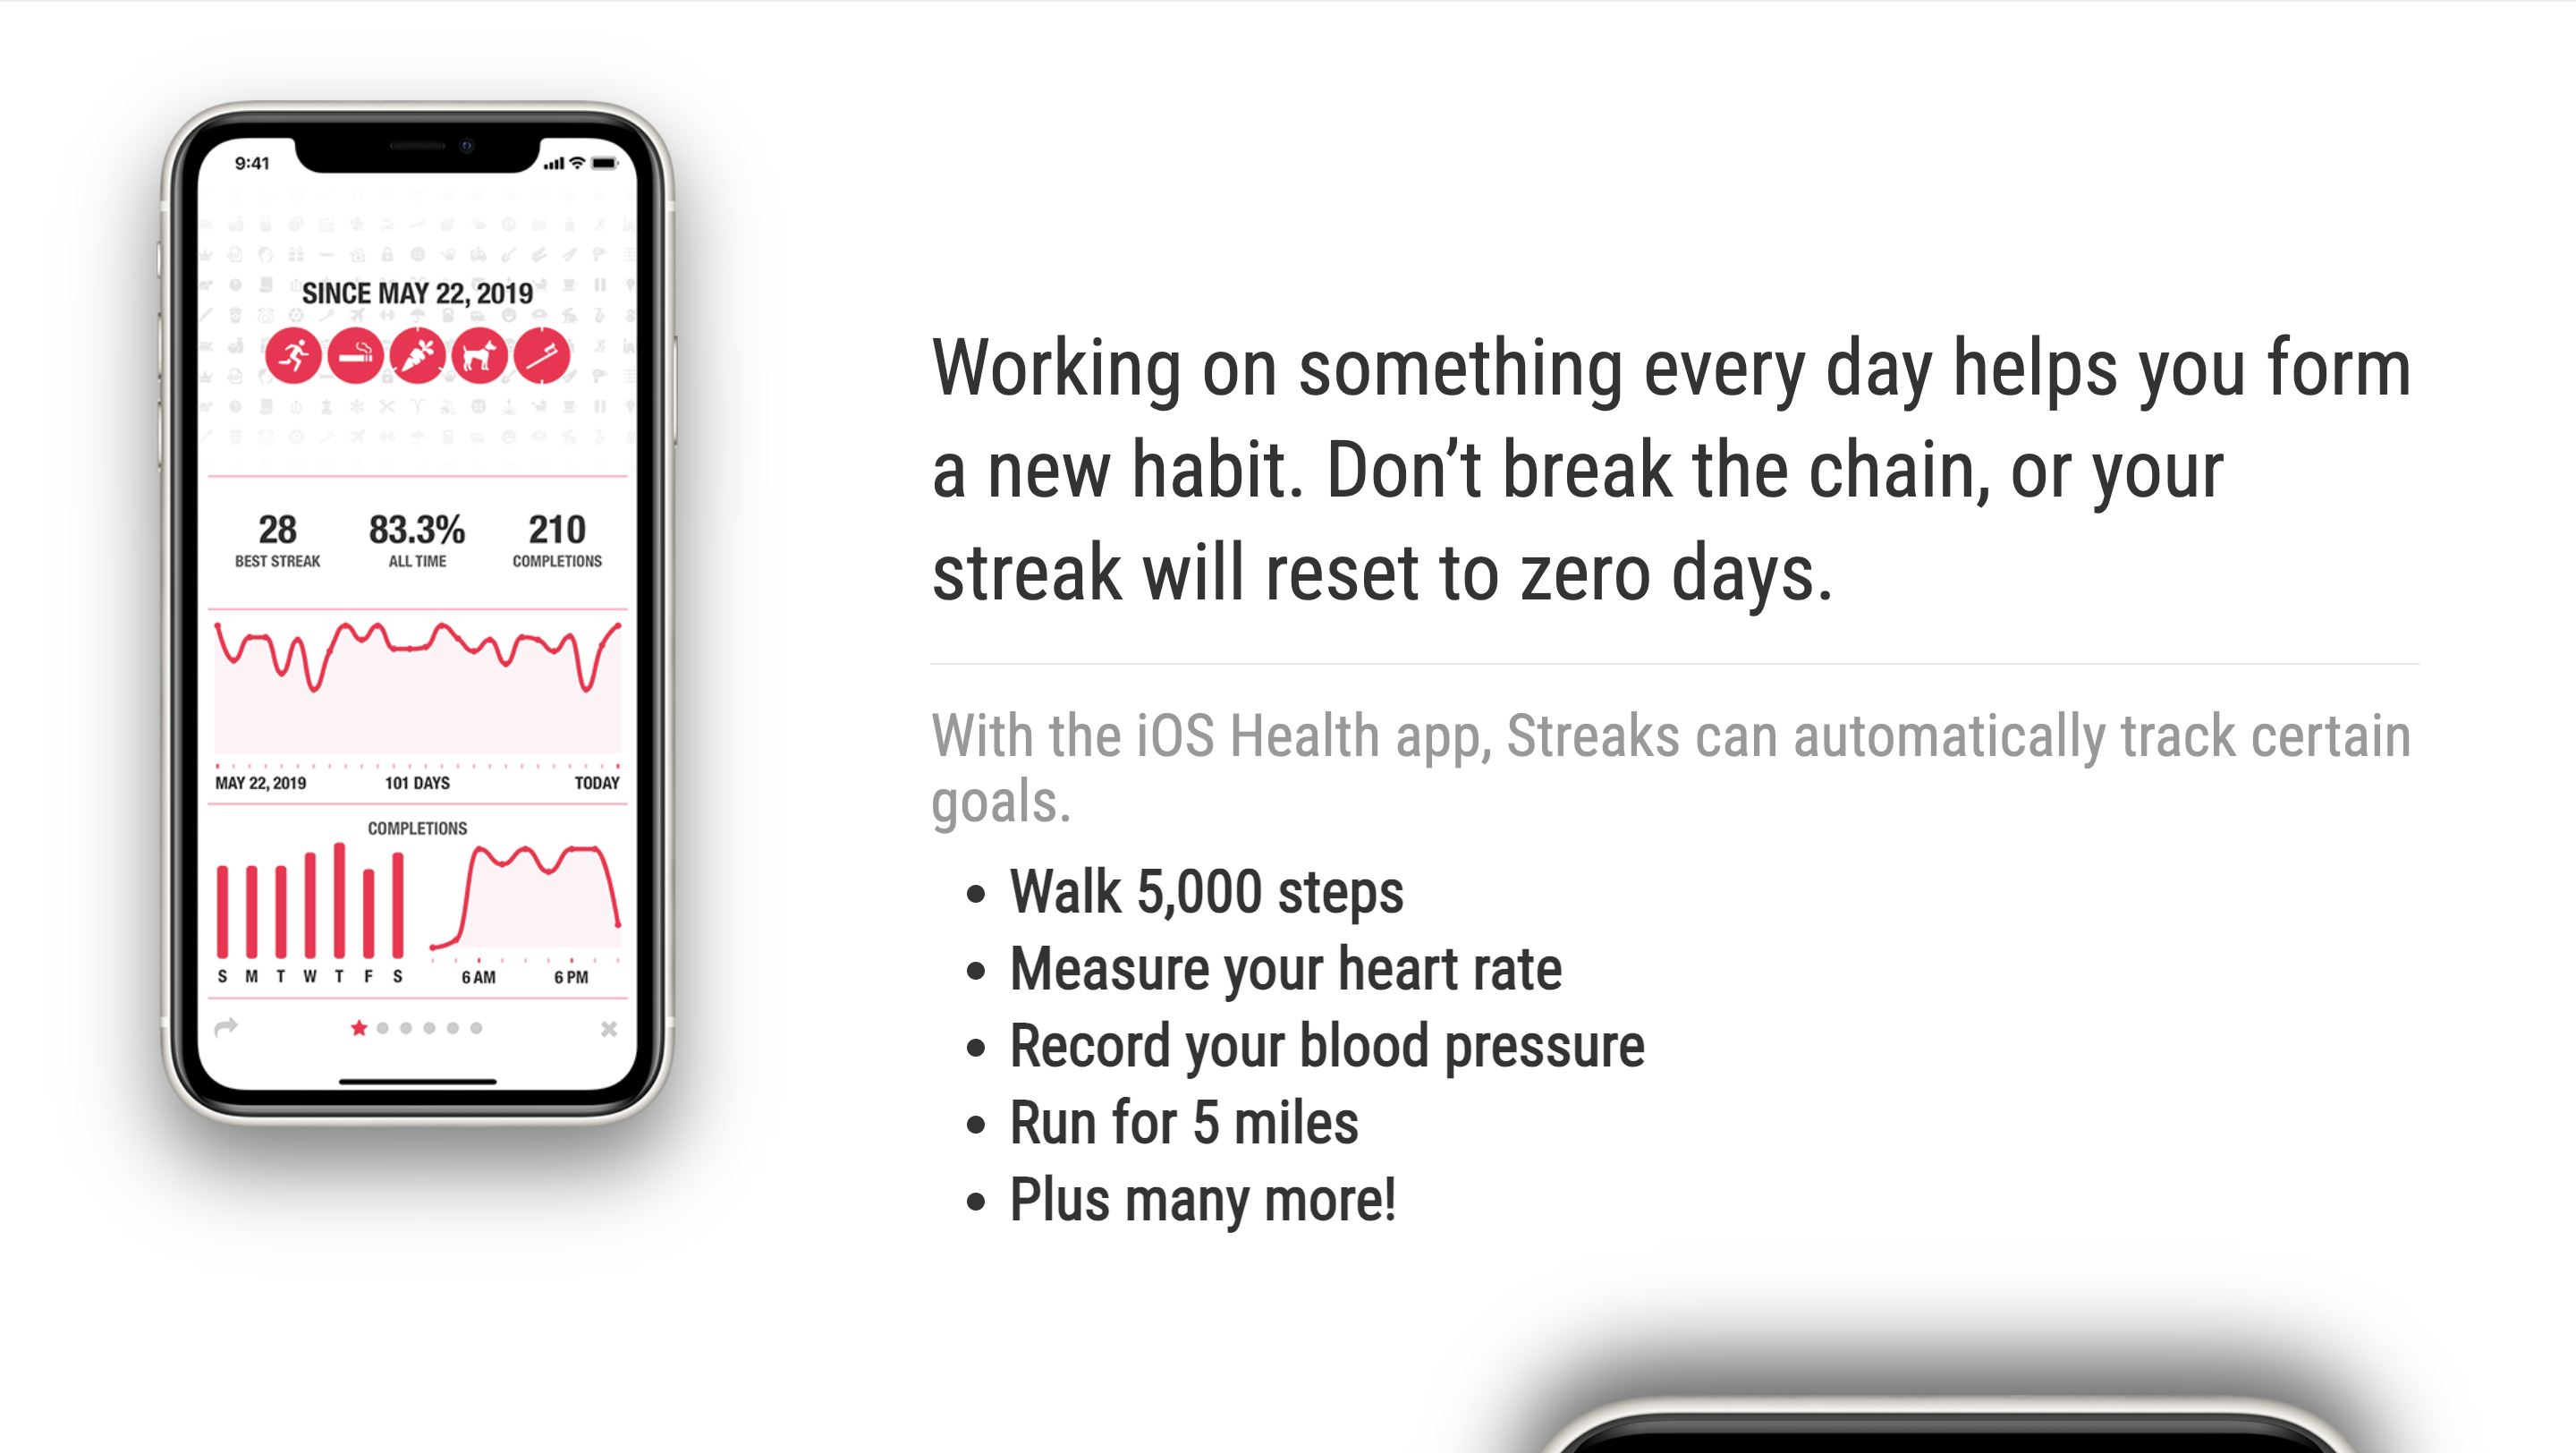 9:41
SINCE MAY 22, 2019
28 83.3% 210
BEST STREAK ALL TIME COMPLETIONS
MAY 22, 2019 101 DAYS TODAY
COMPLETIONS
S M T W T F S 6 AM 6 PM
Working on something every day helps you form
a new habit. Don’t break the chain, or your
streak will reset to zero days.
With the iOS Health app, Streaks can automatically track certain
goals.
• Walk 5,000 steps
• Measure your heart rate
• Record your blood pressure
• Run for 5 miles
• Plus many more!